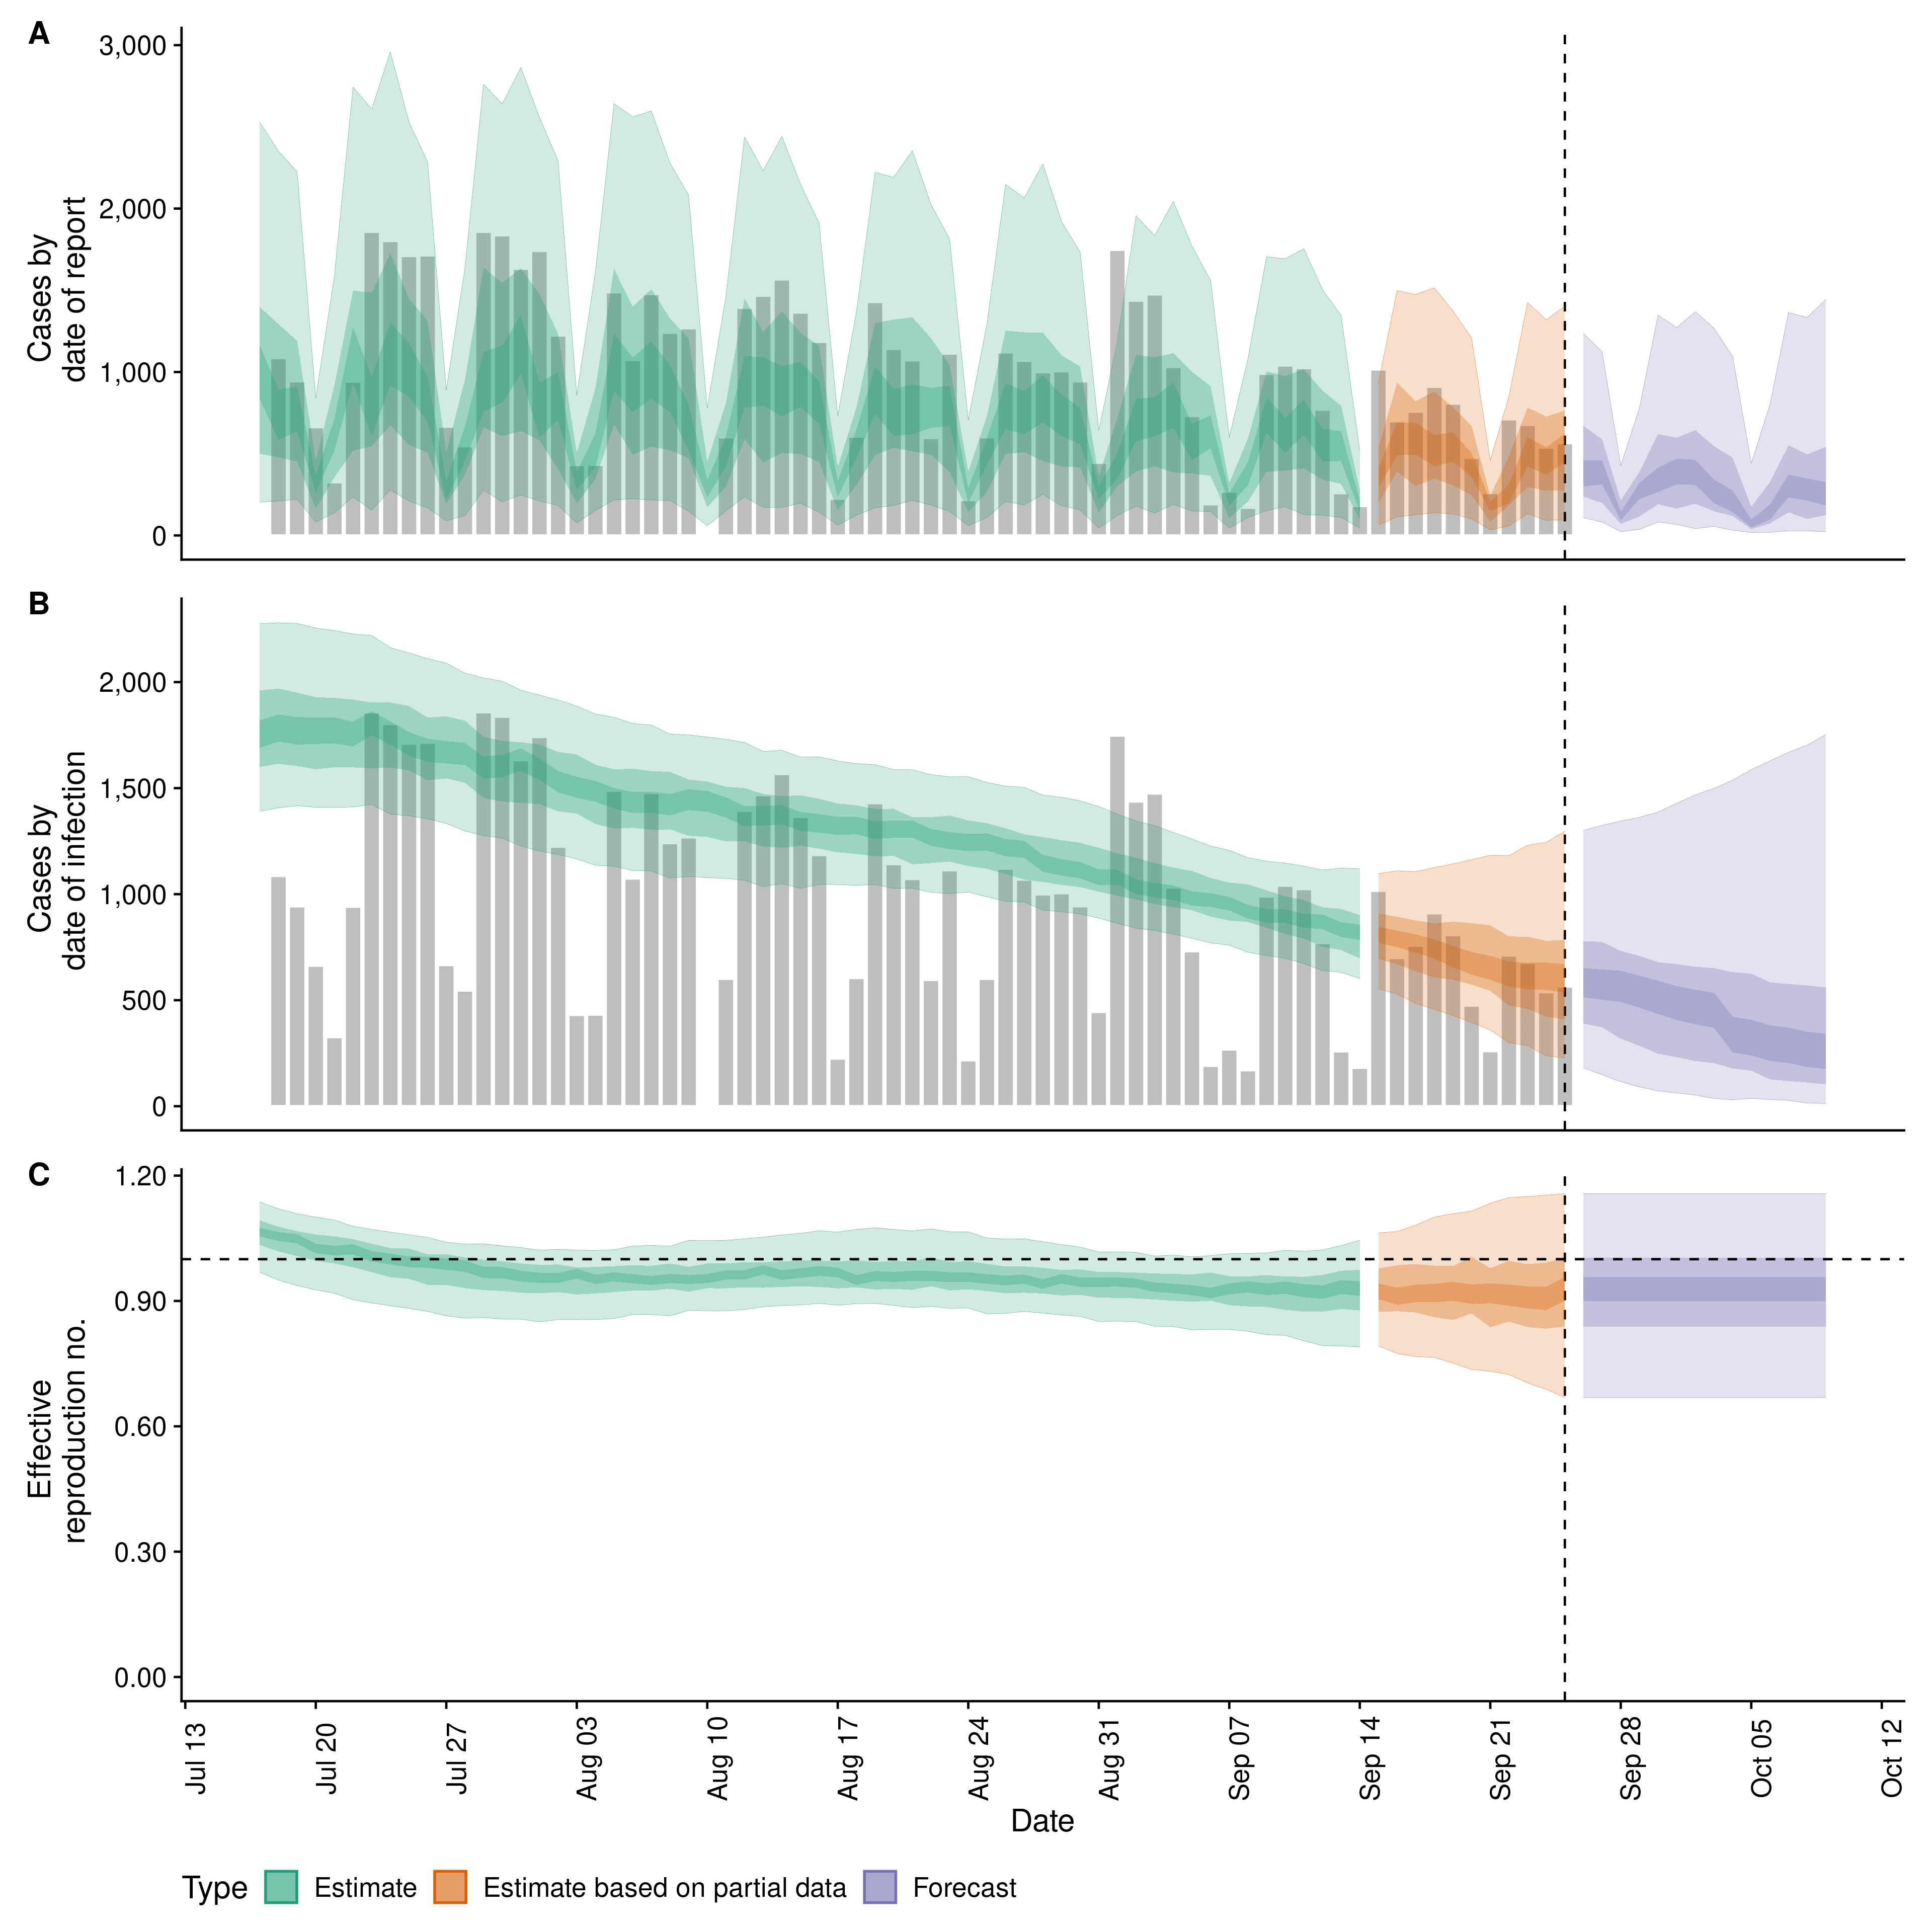 A
3,000
2,000
1,000
0
Cases by
date of report
B
2,000
1,500
1,000
500
0
Cases by
date of infection
C
1.20
0.90
0.60
0.30
0.00
Effective
reproduction no.
Jul 13
Jul 20
Jul 27
Aug 03
Aug 10
Aug 17
Aug 24
Aug 31
Sep 07
Sep 14
Sep 21
Sep 28
Oct 05
Oct 12
Date
Type Estimate Estimate based on partial data Forecast